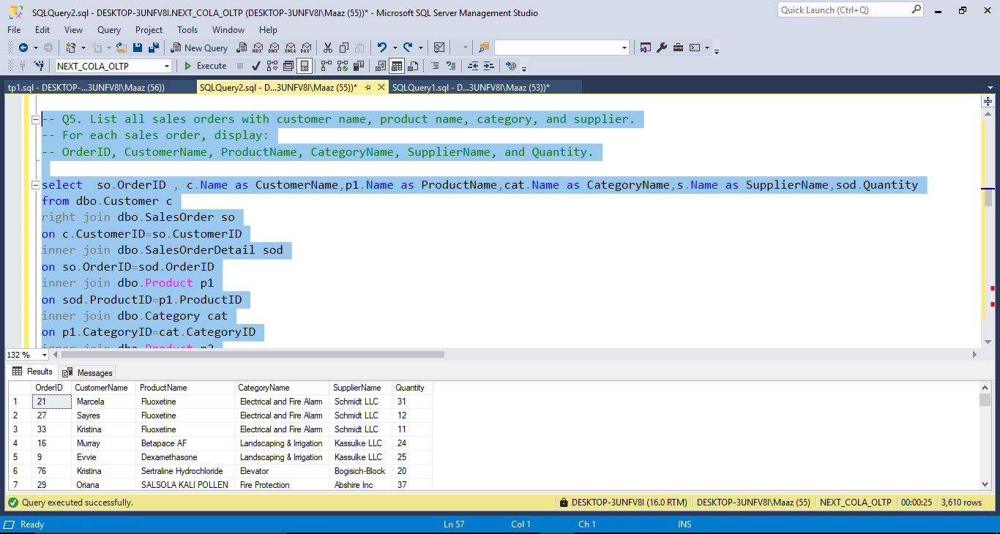 SQLQuery2.sql - DESKTOP-3UNFV8I.NEXT_COLA_OLTP (DESKTOP-3UNFV8I\Maaz (55))* - Microsoft SQL Server Management Studio
Quick Launch (Ctrl+Q)
File Edit View Query Project Tools Window Help
New Query MDX DMX XMLA DAX
NEXT_COLA_OLTP Execute
tp1.sql - DESKTOP-...3UNFV8I\Maaz (56)) SQLQuery2.sql - D...3UNFV8I\Maaz (55))* SQLQuery1.sql - D...3UNFV8I\Maaz (53))*
-- Q5. List all sales orders with customer name, product name, category, and supplier.
-- For each sales order, display:
-- OrderID, CustomerName, ProductName, CategoryName, SupplierName, and Quantity.
select  so.OrderID , c.Name as CustomerName,p1.Name as ProductName,cat.Name as CategoryName,s.Name as SupplierName,sod.Quantity
from dbo.Customer c
right join dbo.SalesOrder so
on c.CustomerID=so.CustomerID
inner join dbo.SalesOrderDetail sod
on so.OrderID=sod.OrderID
inner join dbo.Product p1
on sod.ProductID=p1.ProductID
inner join dbo.Category cat
on p1.CategoryID=cat.CategoryID
inner join dbo.Product p2
132 %
Results Messages
OrderID CustomerName ProductName CategoryName SupplierName Quantity
1 21 Marcela Fluoxetine Electrical and Fire Alarm Schmidt LLC 31
2 27 Sayres Fluoxetine Electrical and Fire Alarm Schmidt LLC 12
3 33 Kristina Fluoxetine Electrical and Fire Alarm Schmidt LLC 11
4 16 Murray Betapace AF Landscaping & Irrigation Kassulke LLC 24
5 9 Evvie Dexamethasone Landscaping & Irrigation Kassulke LLC 25
6 76 Kristina Sertraline Hydrochloride Elevator Bogisich-Block 20
7 29 Oriana SALSOLA KALI POLLEN Fire Protection Abshire Inc 37
Query executed successfully. DESKTOP-3UNFV8I (16.0 RTM) DESKTOP-3UNFV8I\Maaz (55) NEXT_COLA_OLTP 00:00:25 3,610 rows
Ready Ln 57 Col 1 Ch 1 INS